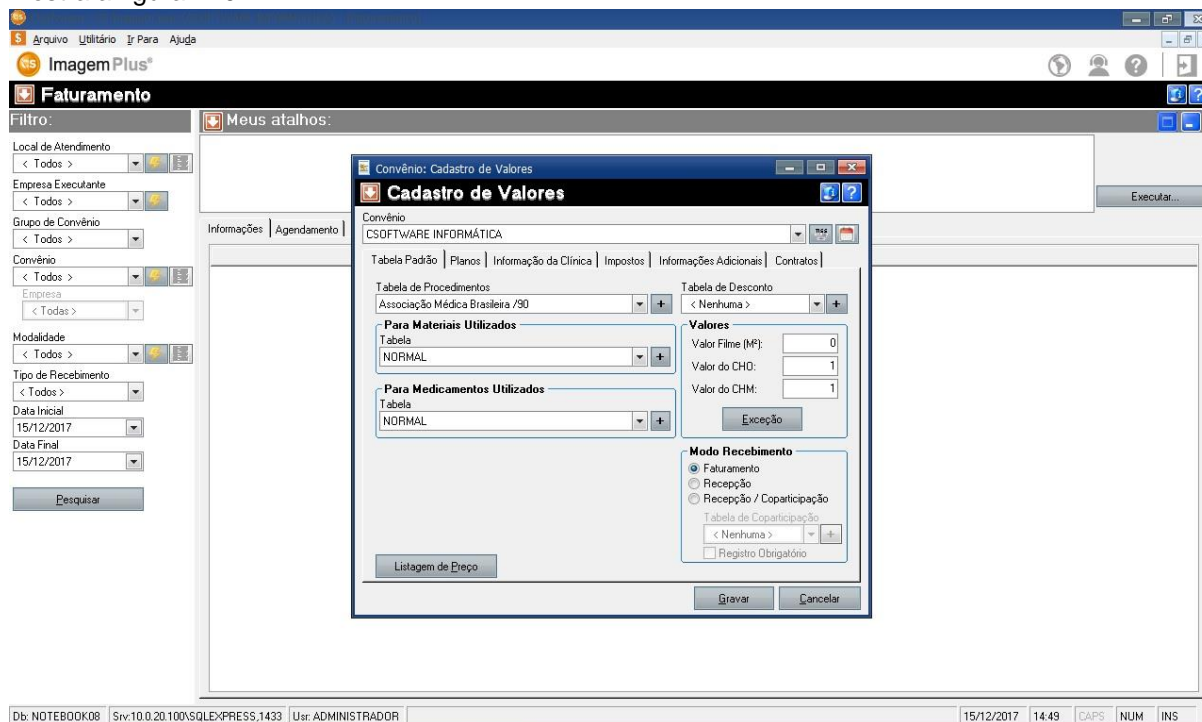 Arquivo Utilitário Ir Para Ajuda
ImagemPlus®
Faturamento
Filtro:
Meus atalhos:
Local de Atendimento
< Todos >
Empresa Executante
< Todos >
Grupo de Convênio
< Todos >
Convênio
< Todos >
Empresa
< Todas >
Modalidade
< Todos >
Tipo de Recebimento
< Todos >
Data Inicial
15/12/2017
Data Final
15/12/2017
Pesquisar
Executar...
Informações Agendamento
Convênio: Cadastro de Valores
Cadastro de Valores
Convênio
CSOFTWARE INFORMÁTICA
Tabela Padrão Planos Informação da Clínica Impostos Informações Adicionais Contratos
Tabela de Procedimentos
Associação Médica Brasileira /90
Para Materiais Utilizados
Tabela
NORMAL
Para Medicamentos Utilizados
Tabela
NORMAL
Listagem de Preço
Tabela de Desconto
< Nenhuma >
Valores
Valor Filme (M²): 0
Valor do CHO: 1
Valor do CHM: 1
Exceção
Modo Recebimento
Faturamento
Recepção
Recepção / Coparticipação
Tabela de Coparticipação
< Nenhuma >
Registro Obrigatório
Gravar Cancelar
Db: NOTEBOOK08 Srv:10.0.20.100\SQLEXPRESS,1433 Usr: ADMINISTRADOR 15/12/2017 14:49 CAPS NUM INS